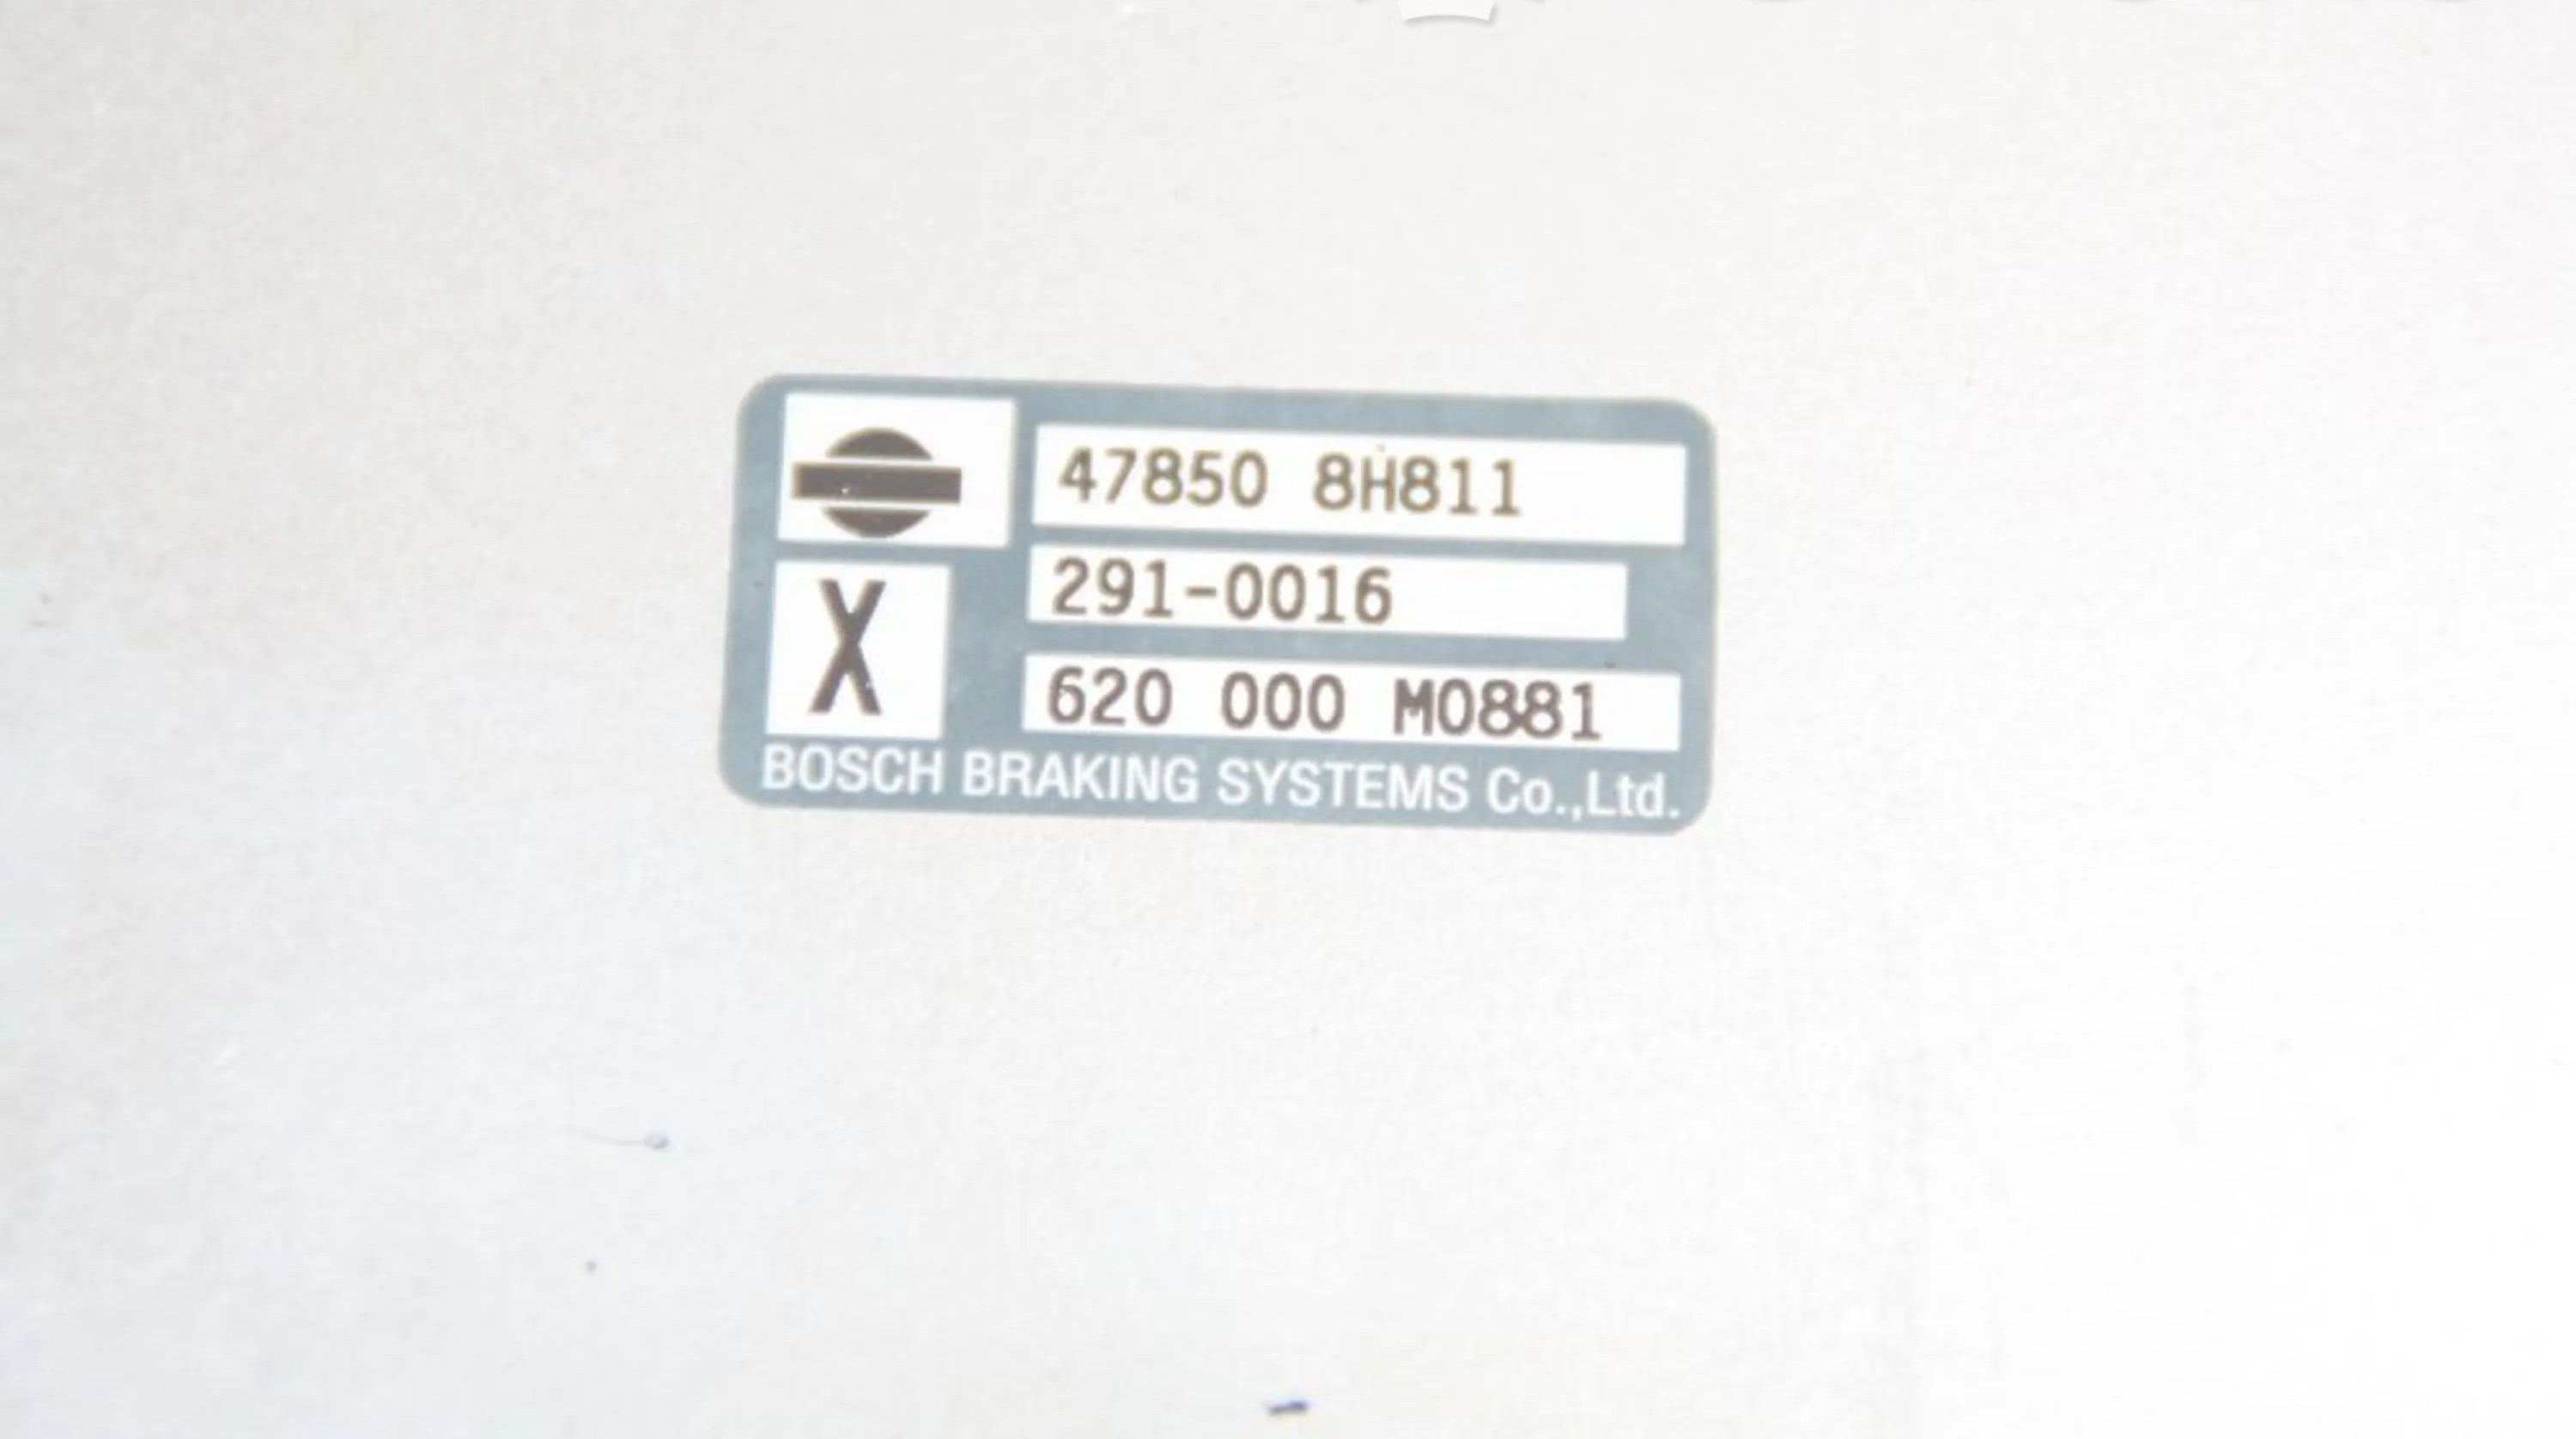 47850 8H811
291-0016
X
620 000 M0881
BOSCH BRAKING SYSTEMS Co.,Ltd.